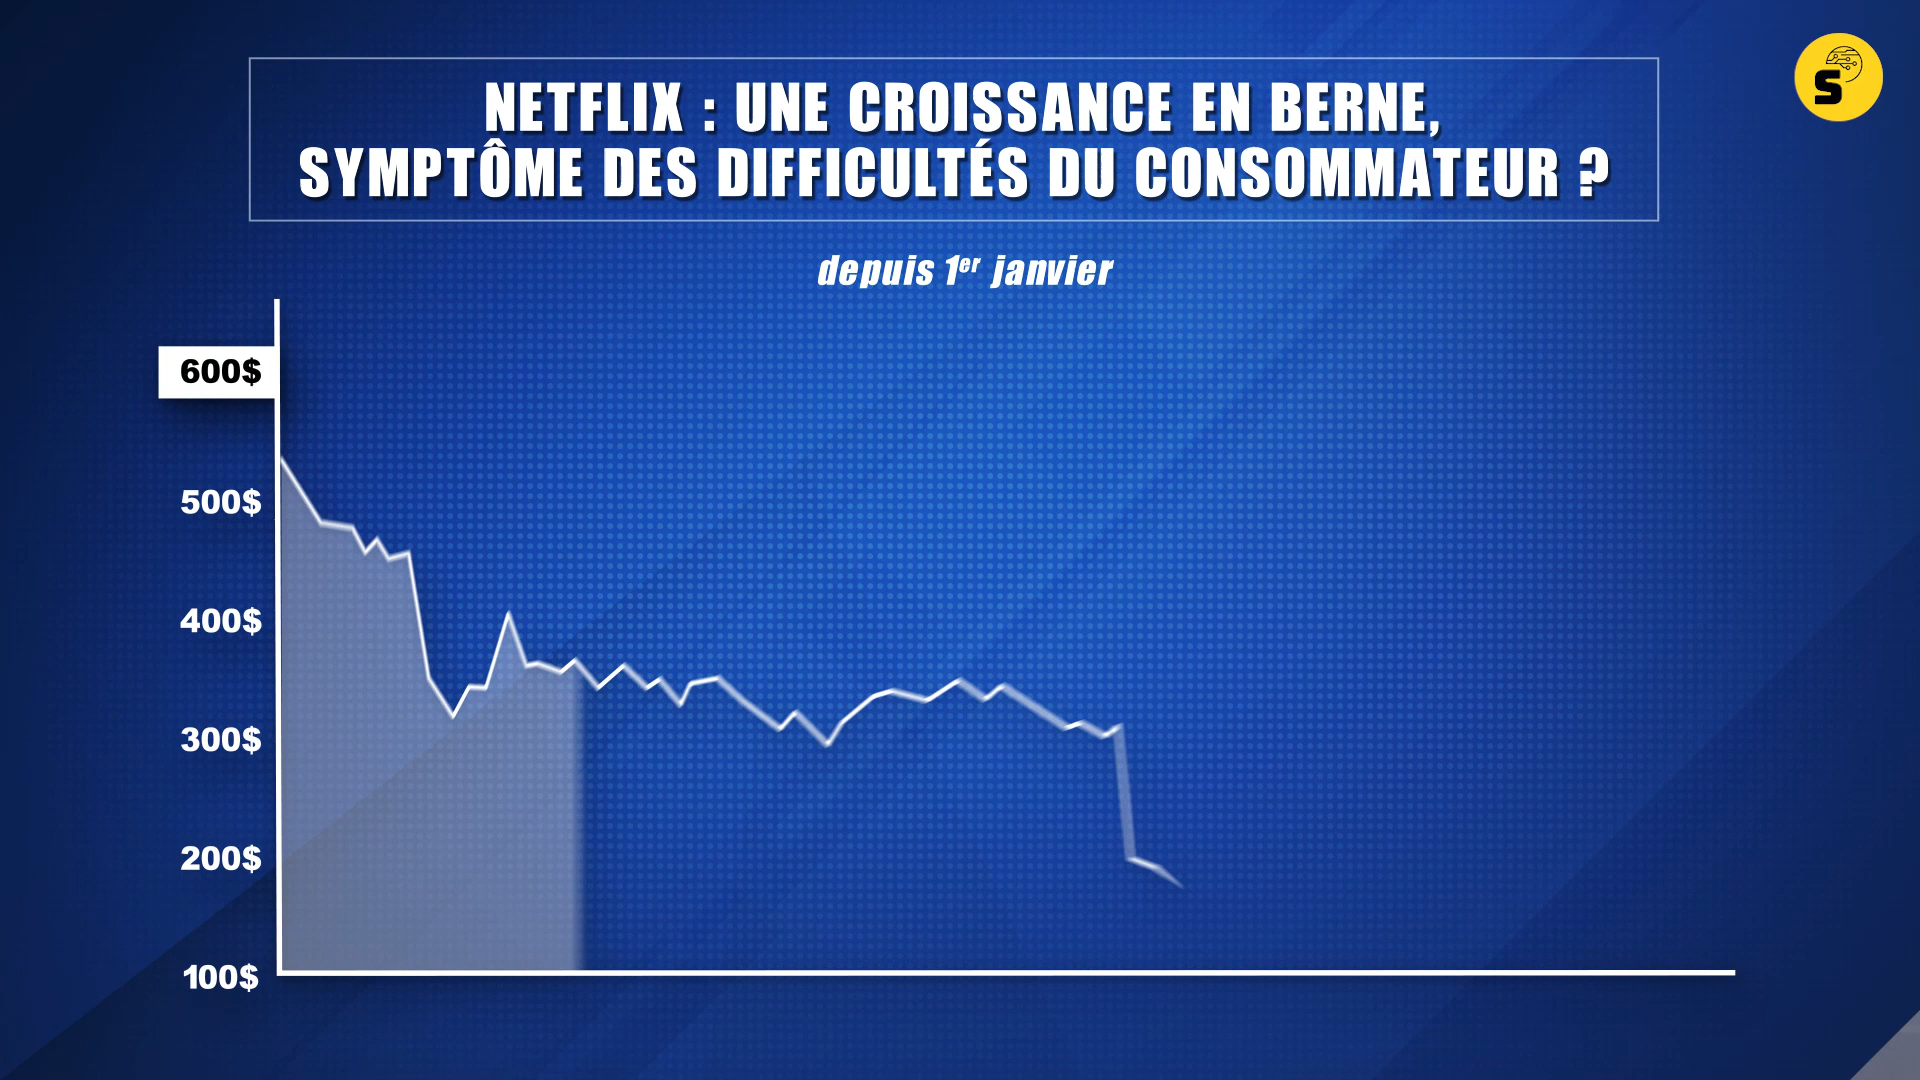 NETFLIX : UNE CROISSANCE EN BERNE,
SYMPTÔME DES DIFFICULTÉS DU CONSOMMATEUR ?
depuis 1er janvier
600$
500$
400$
300$
200$
100$
S